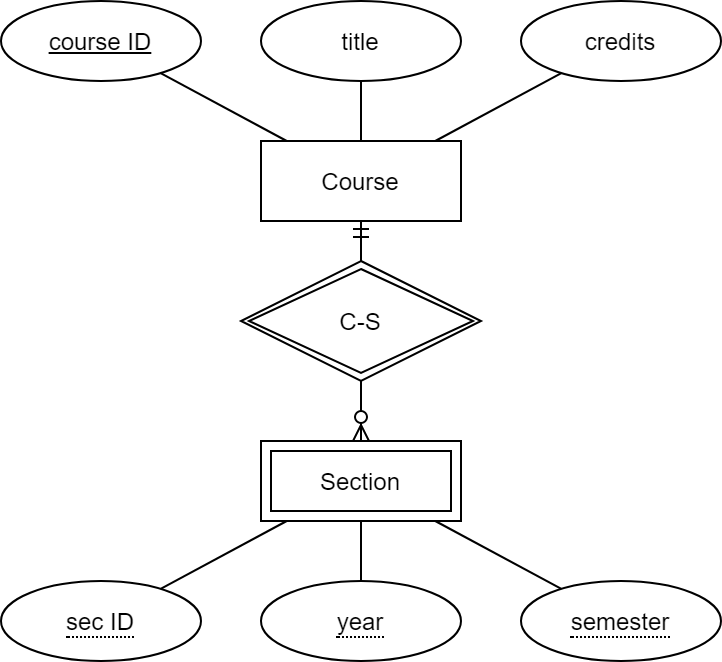 course ID
title
credits
Course
C-S
Section
sec ID
year
semester